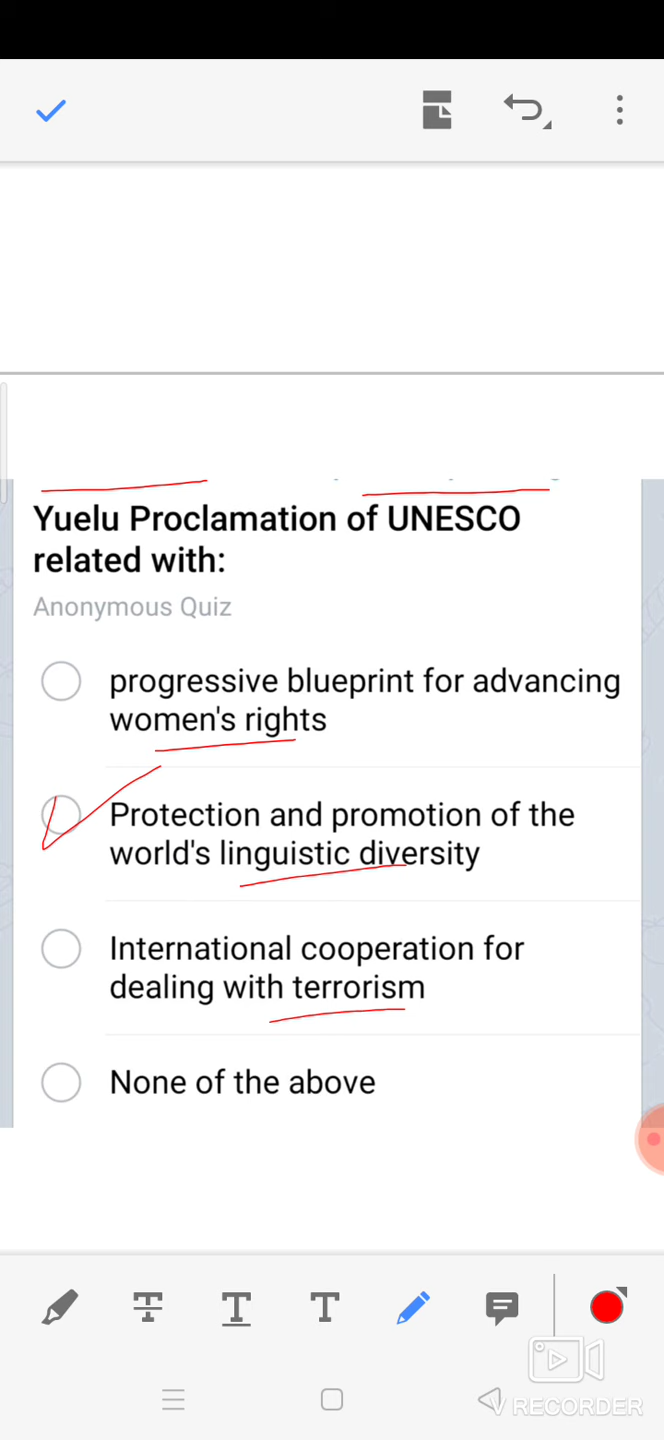 Yuelu Proclamation of UNESCO
related with:
Anonymous Quiz
progressive blueprint for advancing
women's rights
Protection and promotion of the
world's linguistic diversity
International cooperation for
dealing with terrorism
None of the above
T
T
T
V RECORDER